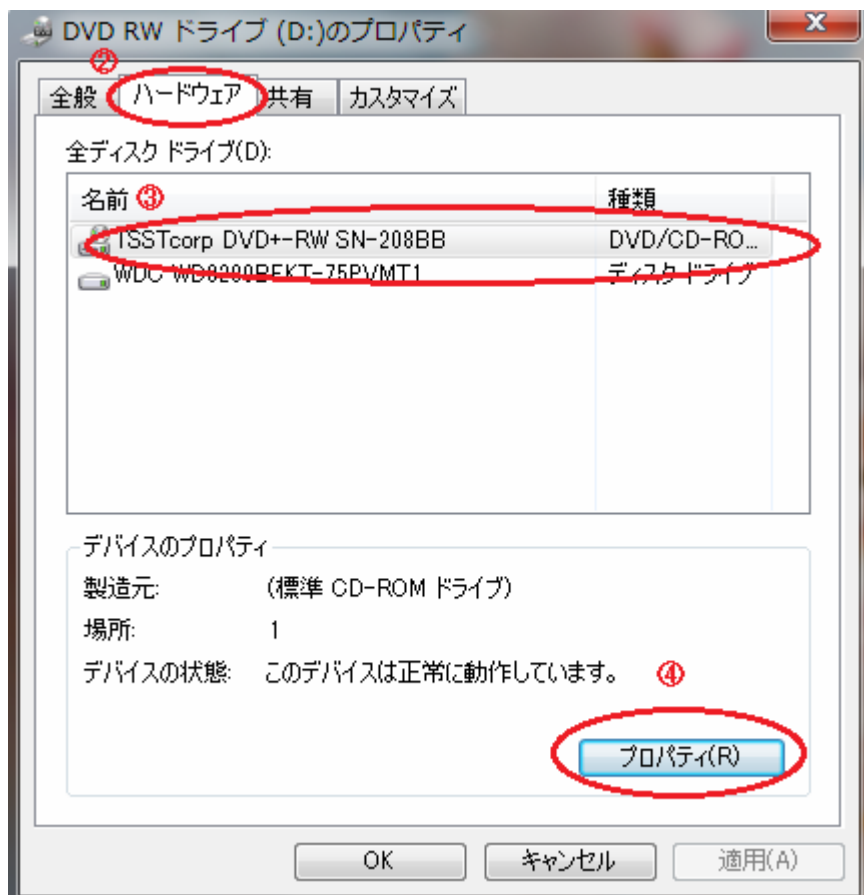 DVD RW ドライブ (D:)のプロパティ
②
全般 ハードウェア 共有 カスタマイズ
全ディスク ドライブ(D):
名前 ③ 種類
TSSTcorp DVD+-RW SN-208BB DVD/CD-RO...
WDC ディスク ドライブ
デバイスのプロパティ
製造元: (標準 CD-ROM ドライブ)
場所: 1
デバイスの状態: このデバイスは正常に動作しています。 ④
プロパティ(R)
OK キャンセル 適用(A)